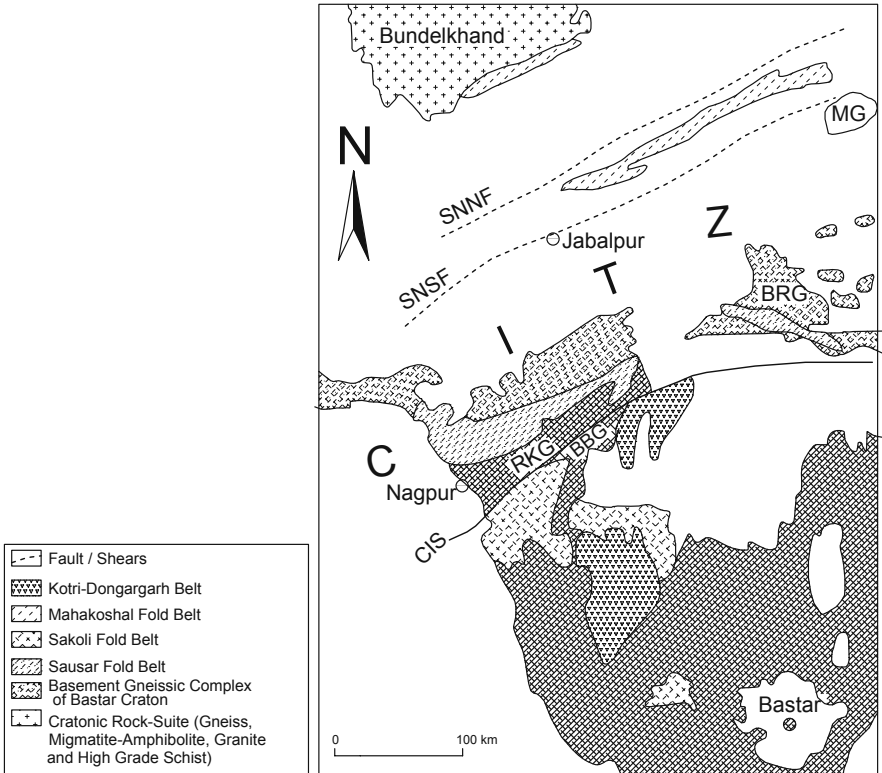 Bundelkhand
MG
N
SNNF
Z
Jabalpur
T
SNSF
BRG
I
RKG
BBG
C
Nagpur
CIS
Fault / Shears
Kotri-Dongargarh Belt
Mahakoshal Fold Belt
Sakoli Fold Belt
Sausar Fold Belt
Basement Gneissic Complex
of Bastar Craton
Cratonic Rock-Suite (Gneiss,
Migmatite-Amphibolite, Granite
and High Grade Schist)
Bastar
0 100 km